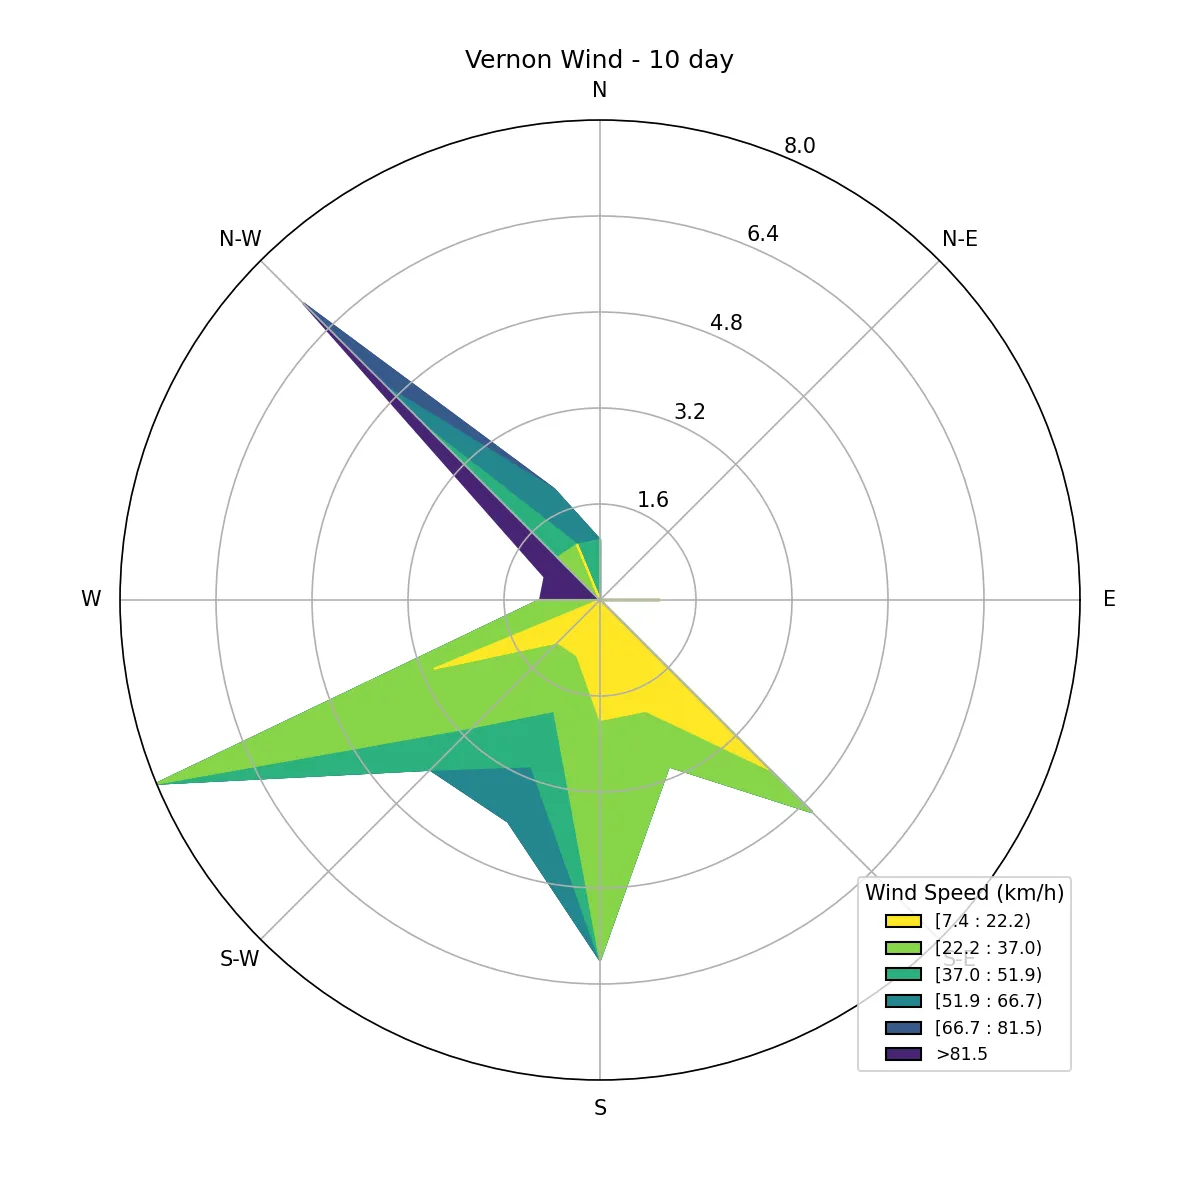 Vernon Wind - 10 day
N
8.0
N-W
6.4
N-E
4.8
3.2
1.6
W
E
Wind Speed (km/h)
[7.4 : 22.2)
[22.2 : 37.0)
S-W
S-E
[37.0 : 51.9)
[51.9 : 66.7)
[66.7 : 81.5)
>81.5
S